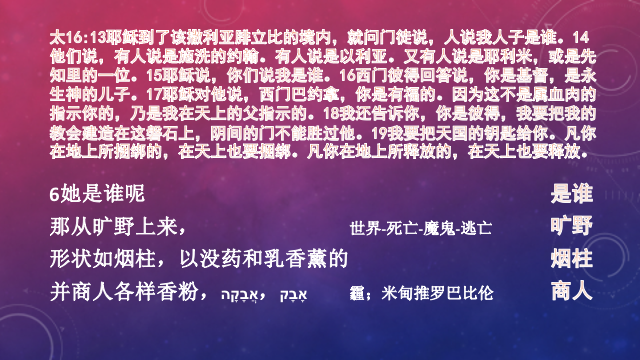 太16:13耶稣到了该撒利亚腓立比的境内，就问门徒说，人说我人子是谁。14
他们说，有人说是施洗的约翰。有人说是以利亚。又有人说是耶利米，或是先
知里的一位。15耶稣说，你们说我是谁。16西门彼得回答说，你是基督，是永
生神的儿子。17耶稣对他说，西门巴约拿，你是有福的。因为这不是属血肉的
指示你的，乃是我在天上的父指示的。18我还告诉你，你是彼得，我要把我的
教会建造在这磐石上，阴间的门不能胜过他。19我要把天国的钥匙给你。凡你
在地上所捆绑的，在天上也要捆绑。凡你在地上所释放的，在天上也要释放。
6她是谁呢 是谁
那从旷野上来， 世界-死亡-魔鬼-逃亡 旷野
形状如烟柱，以没药和乳香薰的 烟柱
并商人各样香粉，אֲבָקָה，אָבָק 霾；米甸推罗巴比伦 商人